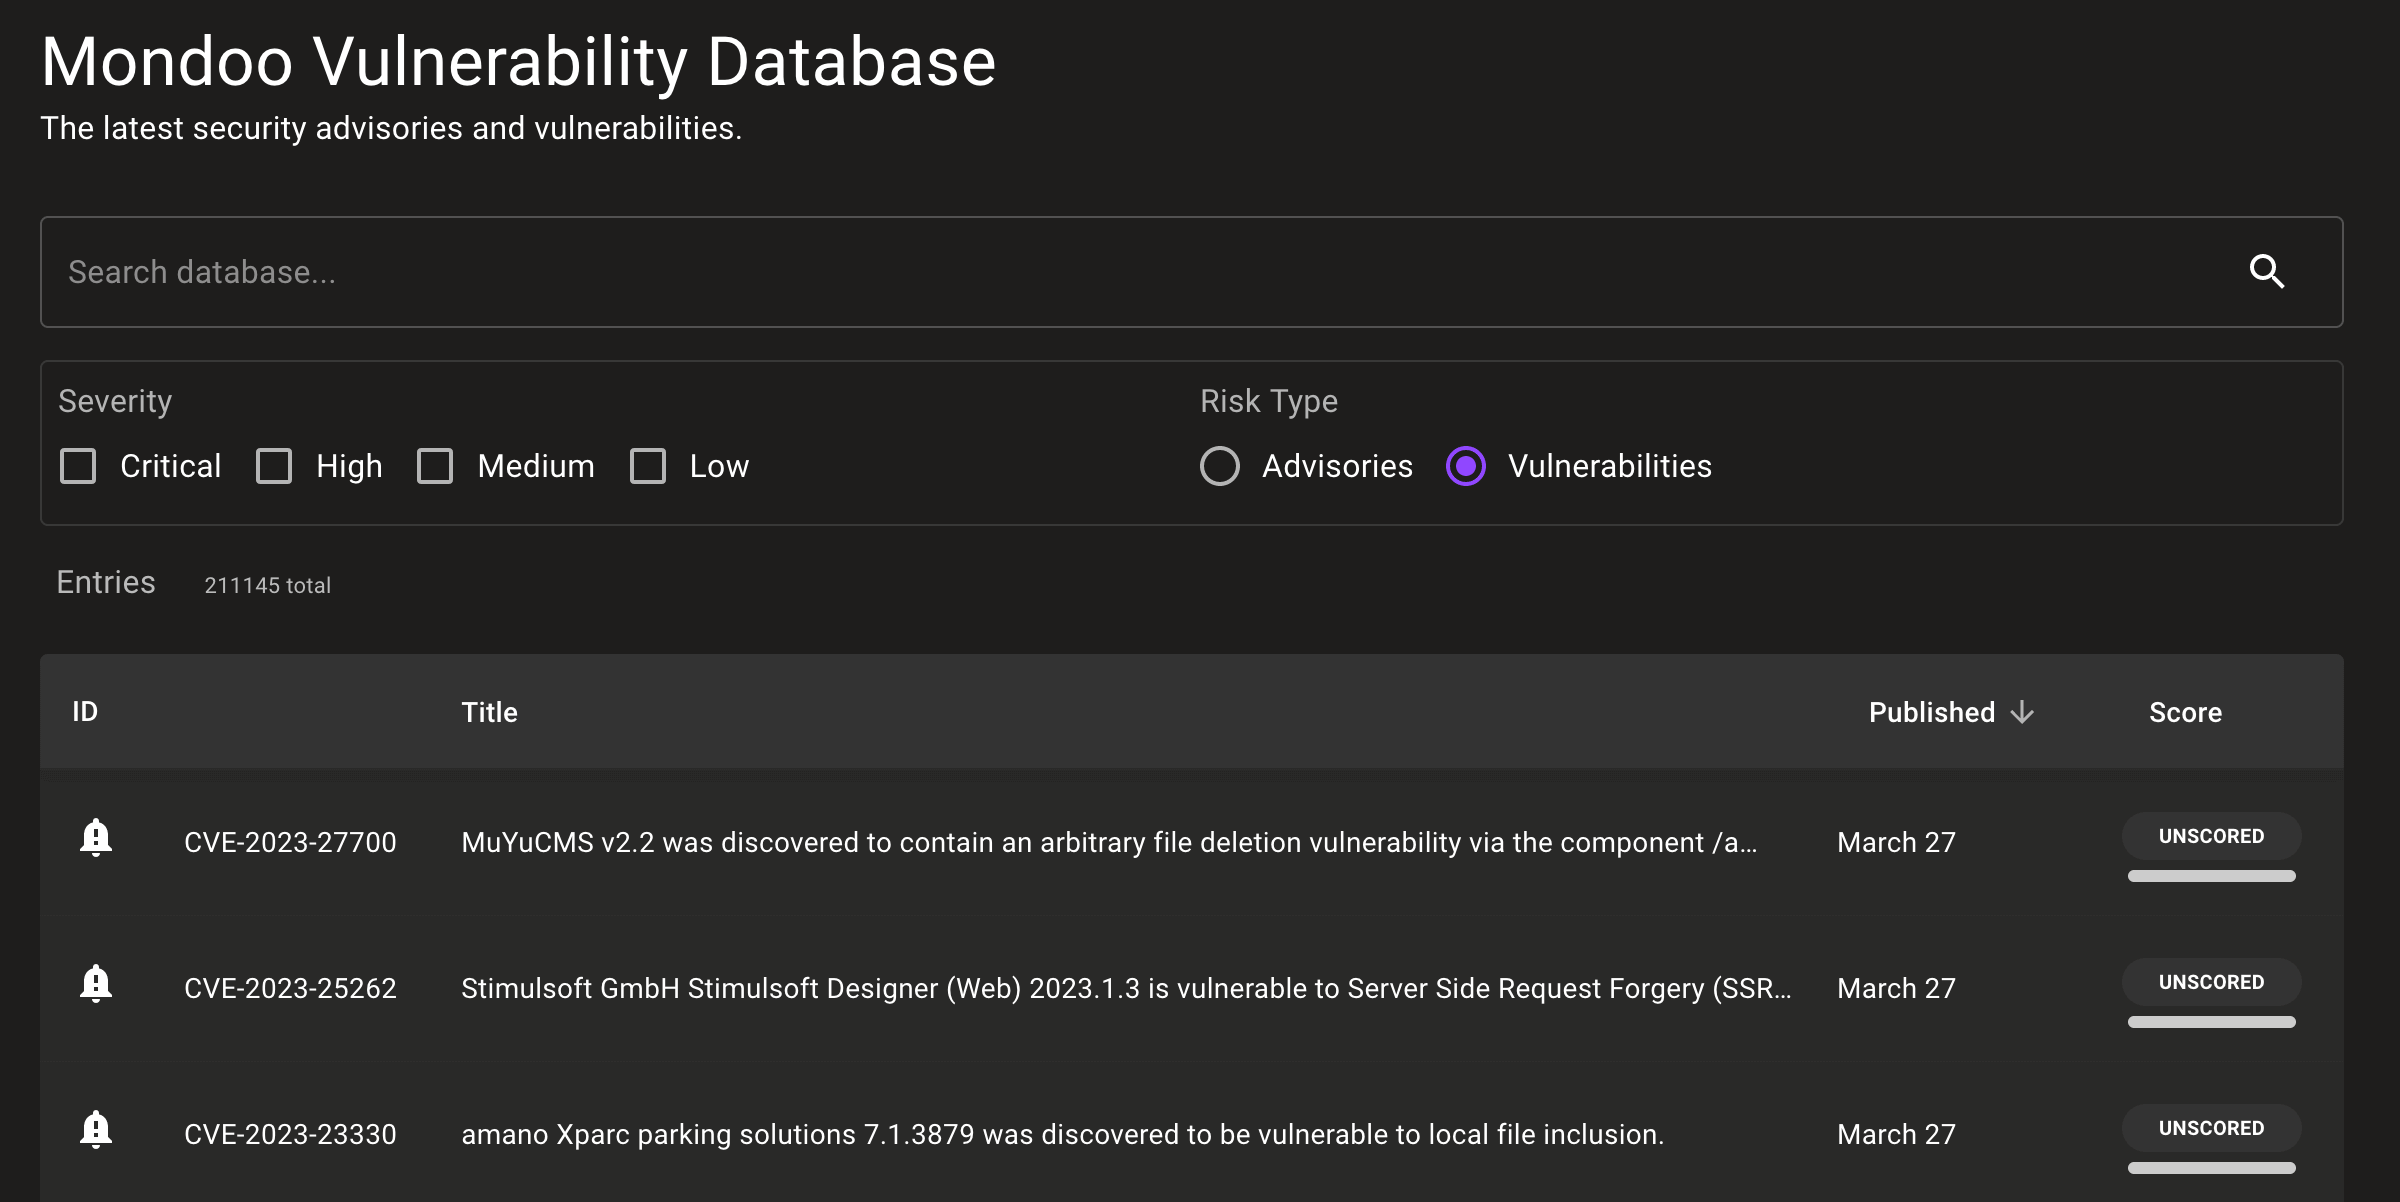 Mondoo Vulnerability Database
The latest security advisories and vulnerabilities.
Search database...
Severity
Risk Type
Critical High Medium Low
Advisories Vulnerabilities
Entries 211145 total
ID Title Published Score
CVE-2023-27700 MuYuCMS v2.2 was discovered to contain an arbitrary file deletion vulnerability via the component /a... March 27 UNSCORED
CVE-2023-25262 Stimulsoft GmbH Stimulsoft Designer (Web) 2023.1.3 is vulnerable to Server Side Request Forgery (SSR... March 27 UNSCORED
CVE-2023-23330 amano Xparc parking solutions 7.1.3879 was discovered to be vulnerable to local file inclusion. March 27 UNSCORED